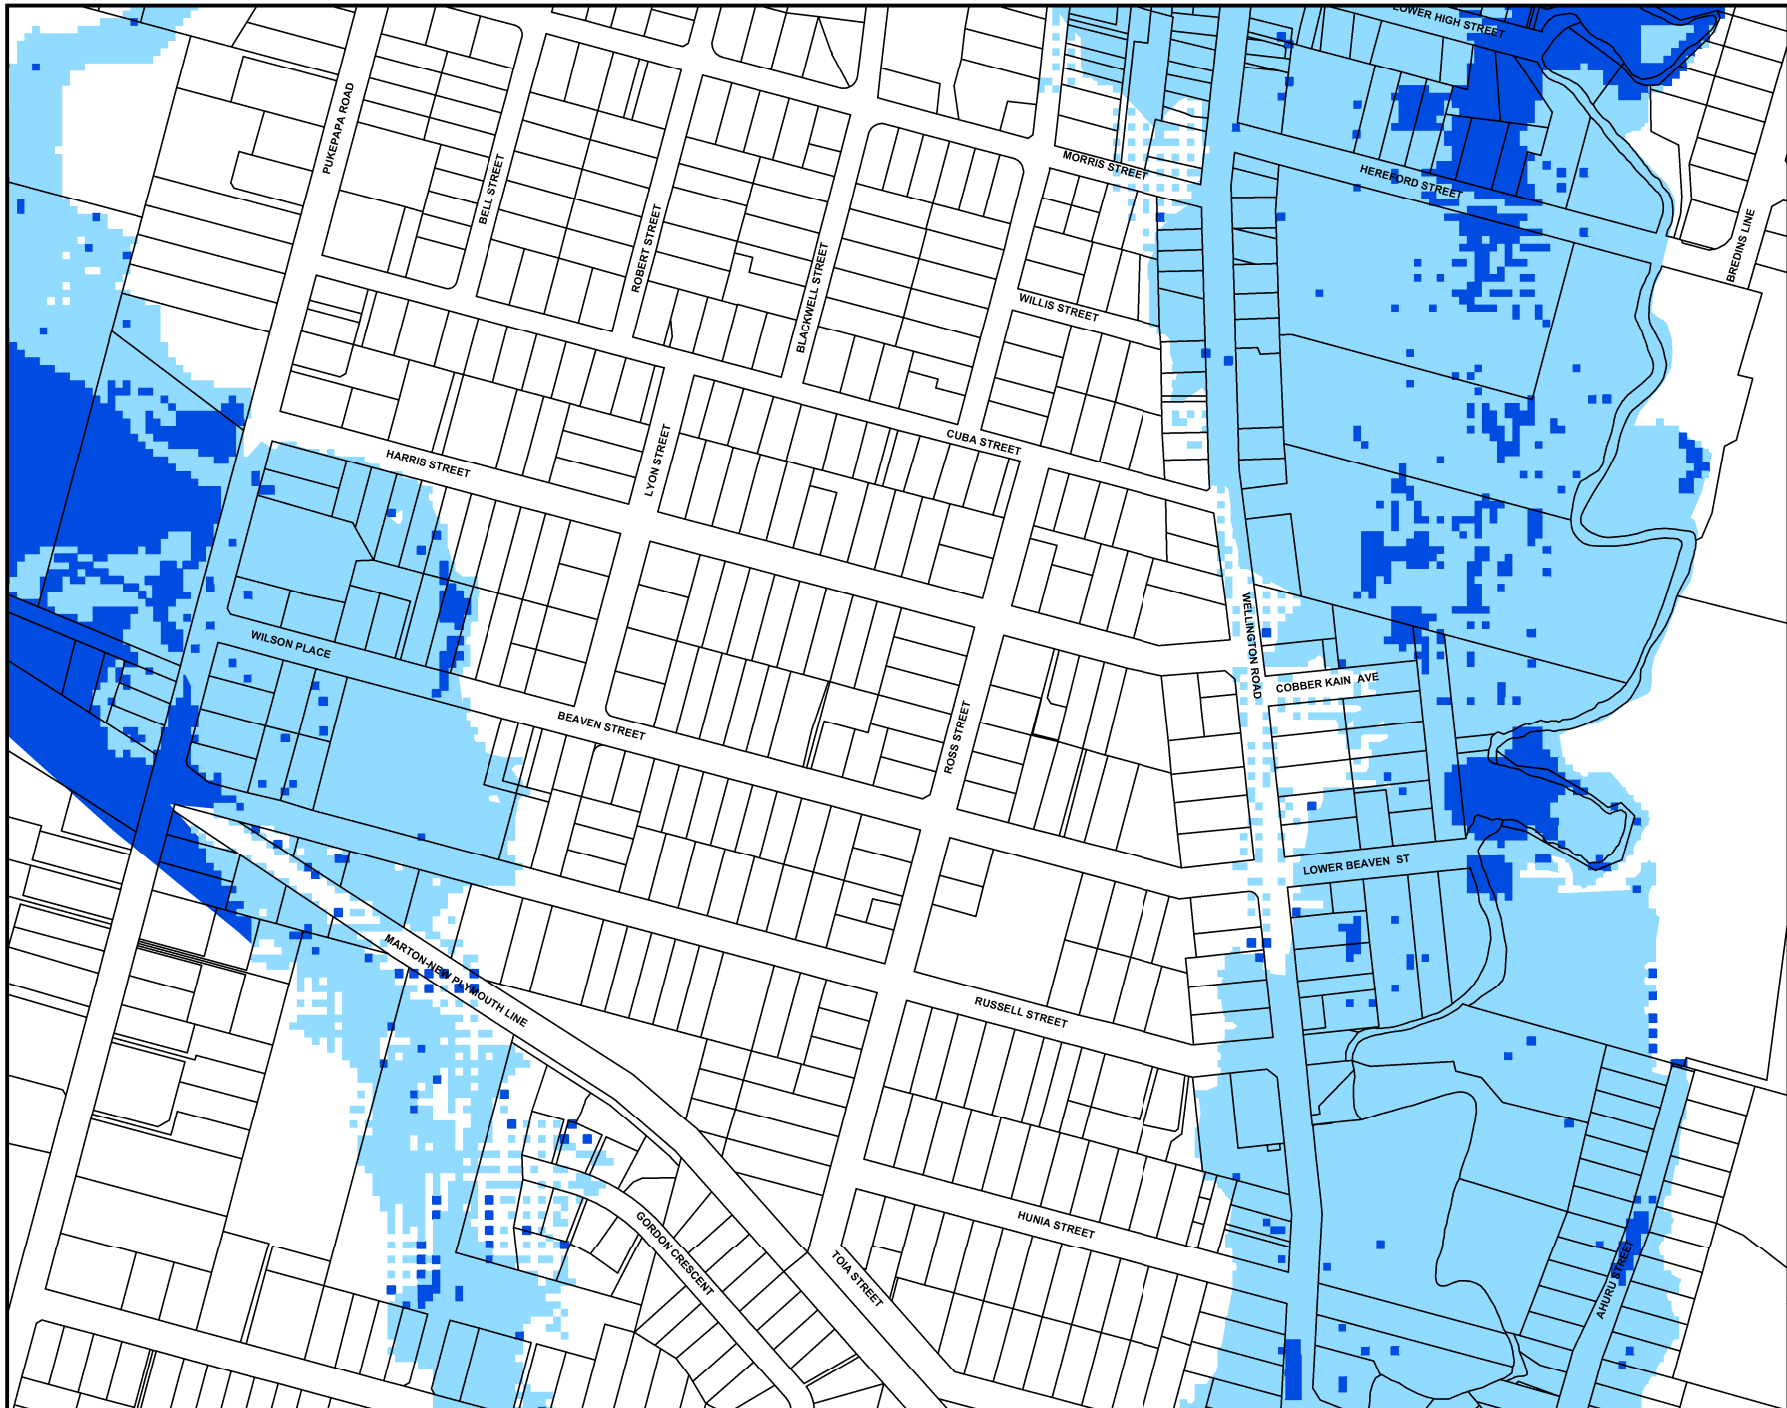 LOWER HIGH STREET
PUKEPAPA ROAD
MORRIS STREET
HEREFORD STREET
BELL STREET
ROBERT STREET
BREDINS LINE
BLACKWELL STREET
WILLIS STREET
CUBA STREET
LYON STREET
HARRIS STREET
WELLINGTON ROAD
WILSON PLACE
COBBER KAIN AVE
BEAVEN STREET
ROSS STREET
LOWER BEAVEN ST
MARTON-NEW PLYMOUTH LINE
RUSSELL STREET
HUNIA STREET
GORDON CRESCENT
TOIA STREET
AHURU STREET